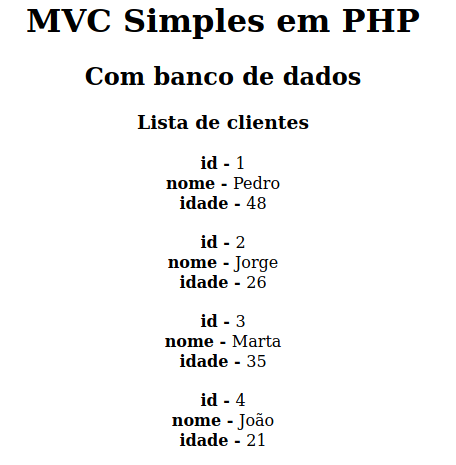 MVC Simples em PHP
Com banco de dados
Lista de clientes
id - 1
nome - Pedro
idade - 48
id - 2
nome - Jorge
idade - 26
id - 3
nome - Marta
idade - 35
id - 4
nome - João
idade - 21